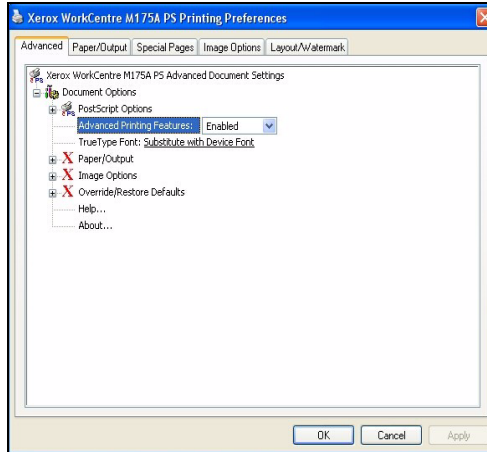 Xerox WorkCentre M175A PS Printing Preferences
Advanced Paper/Output Special Pages Image Options Layout/Watermark
Xerox WorkCentre M175A PS Advanced Document Settings
Document Options
PostScript Options
Advanced Printing Features: Enabled
TrueType Font: Substitute with Device Font
Paper/Output
Image Options
Override/Restore Defaults
Help...
About...
OK Cancel Apply